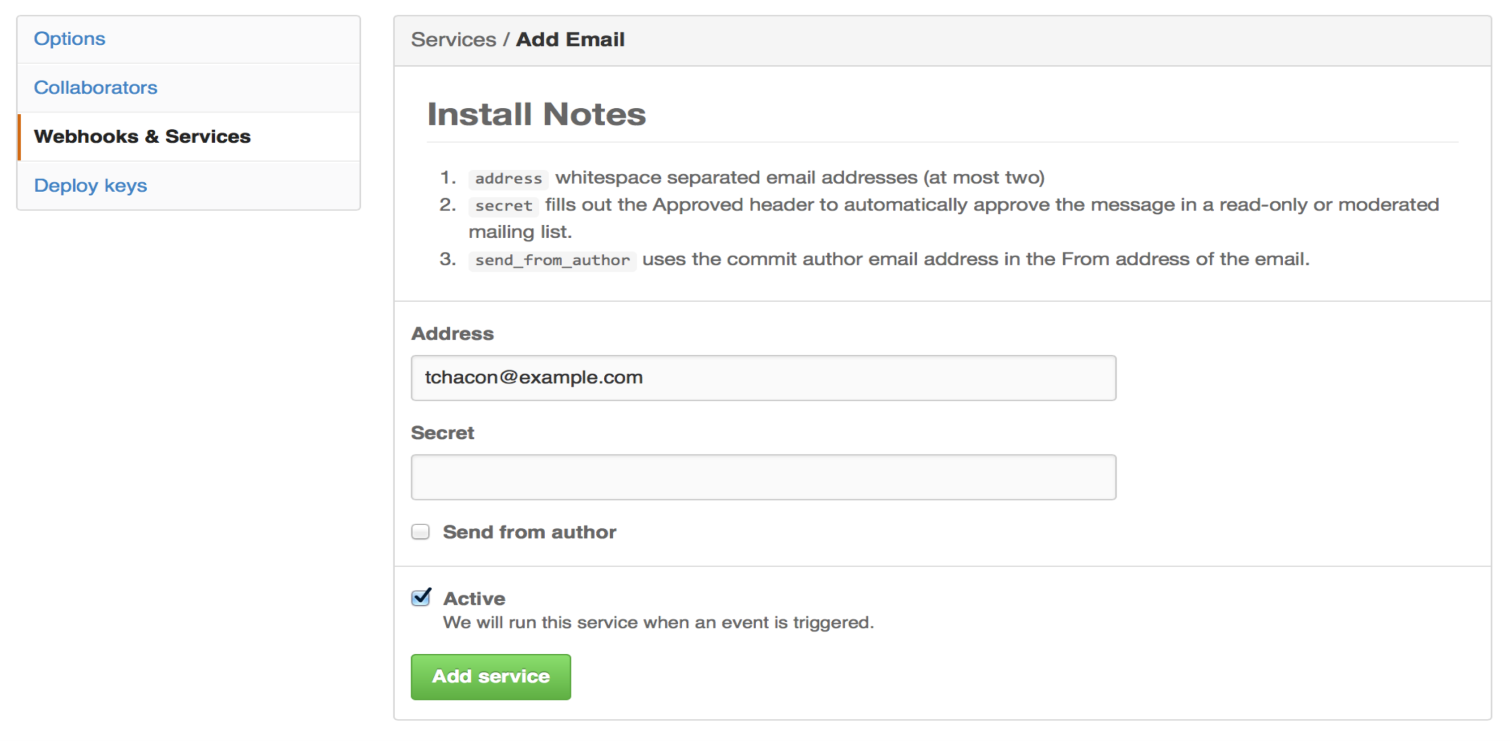 Options
Collaborators
Webhooks & Services
Deploy keys
Services / Add Email
Install Notes
1. address whitespace separated email addresses (at most two)
2. secret fills out the Approved header to automatically approve the message in a read-only or moderated
mailing list.
3. send_from_author uses the commit author email address in the From address of the email.
Address
tchacon@example.com
Secret
Send from author
Active
We will run this service when an event is triggered.
Add service